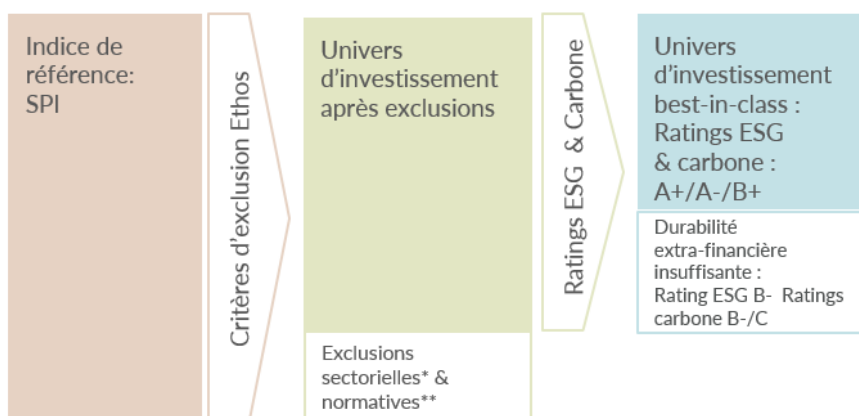 Indice de
référence:
SPI
Critères d’exclusion Ethos
Univers
d’investissement
après exclusions
Exclusions
sectorielles* &
normatives**
Ratings ESG & Carbone
Univers
d’investissement
best-in-class :
Ratings ESG
& carbone :
A+/A-/B+
Durabilité
extra-financière
insuffisante :
Rating ESG B- Ratings
carbone B-/C